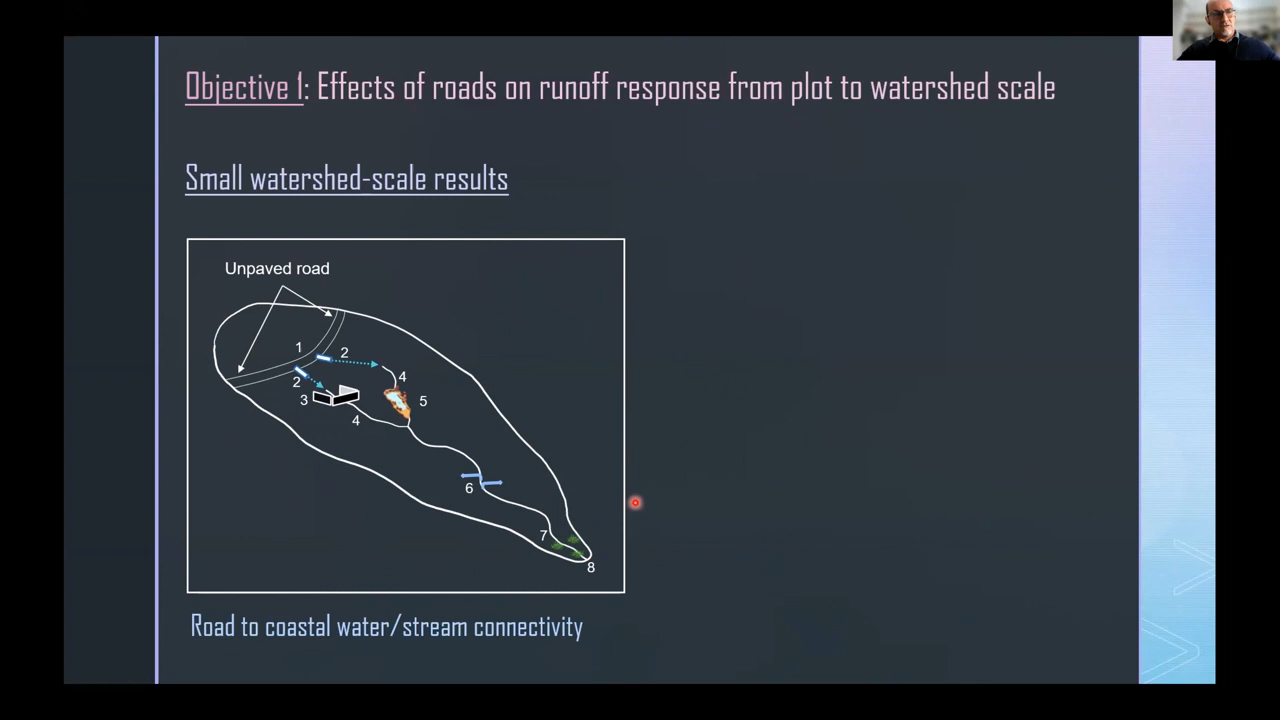 Objective 1: Effects of roads on runoff response from plot to watershed scale
Small watershed-scale results
Unpaved road
1
2
2
3
4
4
5
6
7
8
Road to coastal water/stream connectivity